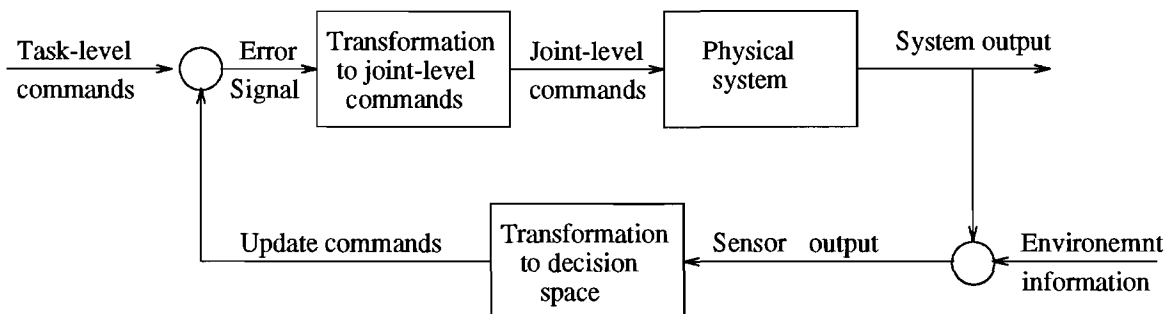 Task-level
commands
Error
Signal
Transformation
to joint-level
commands
Joint-level
commands
Physical
system
System output
Update commands
Transformation
to decision
space
Sensor output
Environemnt
information